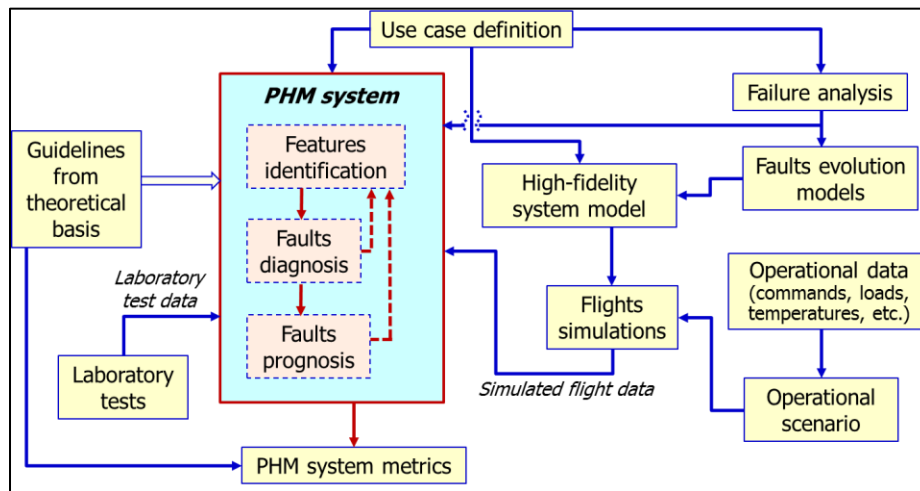 Use case definition
PHM system
Failure analysis
Features
identification
Guidelines
from
theoretical
basis
High-fidelity
system model
Faults evolution
models
Faults
diagnosis
Laboratory
test data
Operational data
(commands, loads,
temperatures, etc.)
Flights
simulations
Faults
prognosis
Laboratory
tests
Simulated flight data
Operational
scenario
PHM system metrics